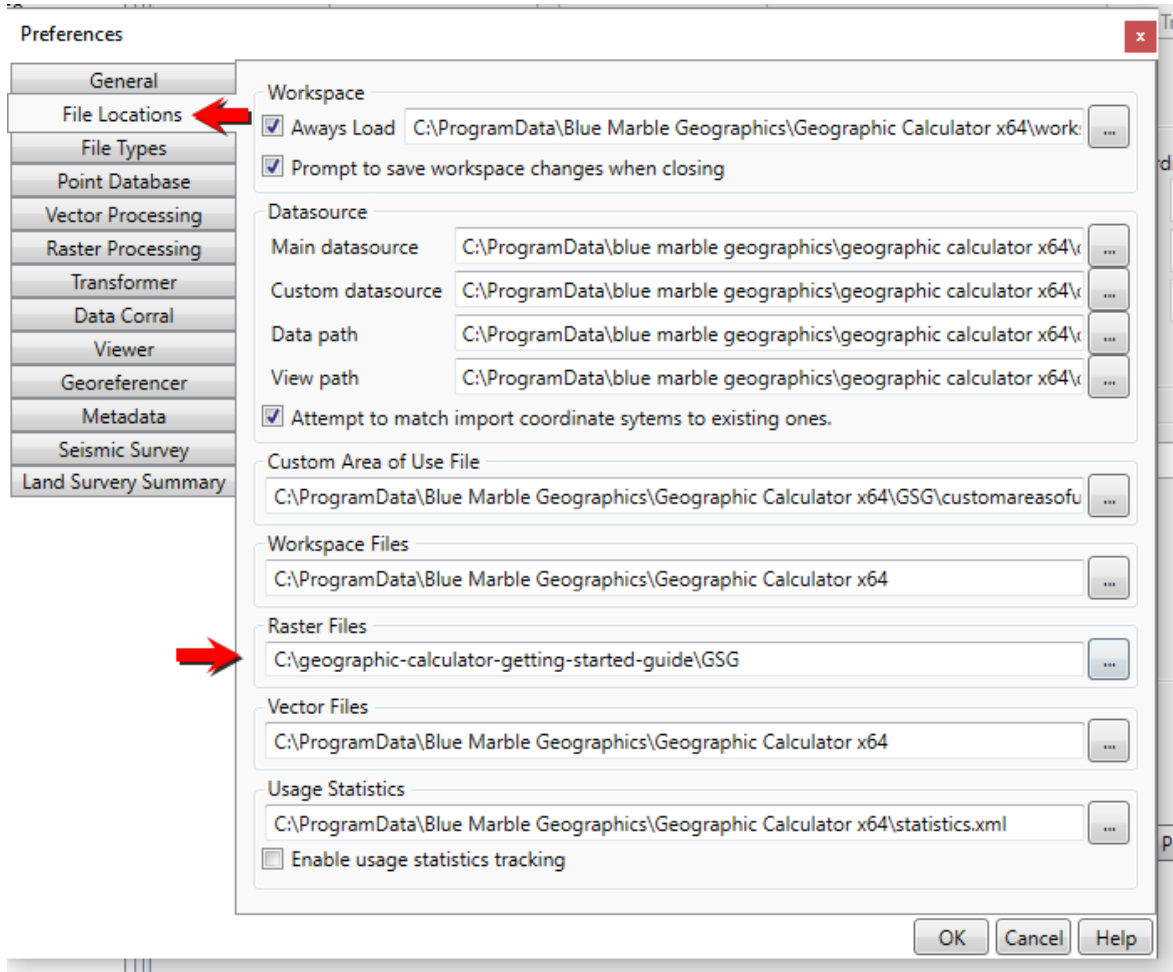 Preferences
x
General
File Locations
File Types
Point Database
Vector Processing
Raster Processing
Transformer
Data Corral
Viewer
Georeferencer
Metadata
Seismic Survey
Land Survery Summary
Workspace
Aways Load C:\ProgramData\Blue Marble Geographics\Geographic Calculator x64\works ...
Prompt to save workspace changes when closing
Datasource
Main datasource C:\ProgramData\blue marble geographics\geographic calculator x64\ ...
Custom datasource C:\ProgramData\blue marble geographics\geographic calculator x64\ ...
Data path C:\ProgramData\blue marble geographics\geographic calculator x64\ ...
View path C:\ProgramData\blue marble geographics\geographic calculator x64\ ...
Attempt to match import coordinate sytems to existing ones.
Custom Area of Use File
C:\ProgramData\Blue Marble Geographics\Geographic Calculator x64\GSG\customareasofu ...
Workspace Files
C:\ProgramData\Blue Marble Geographics\Geographic Calculator x64 ...
Raster Files
C:\geographic-calculator-getting-started-guide\GSG ...
Vector Files
C:\ProgramData\Blue Marble Geographics\Geographic Calculator x64 ...
Usage Statistics
C:\ProgramData\Blue Marble Geographics\Geographic Calculator x64\statistics.xml ...
Enable usage statistics tracking
OK Cancel Help